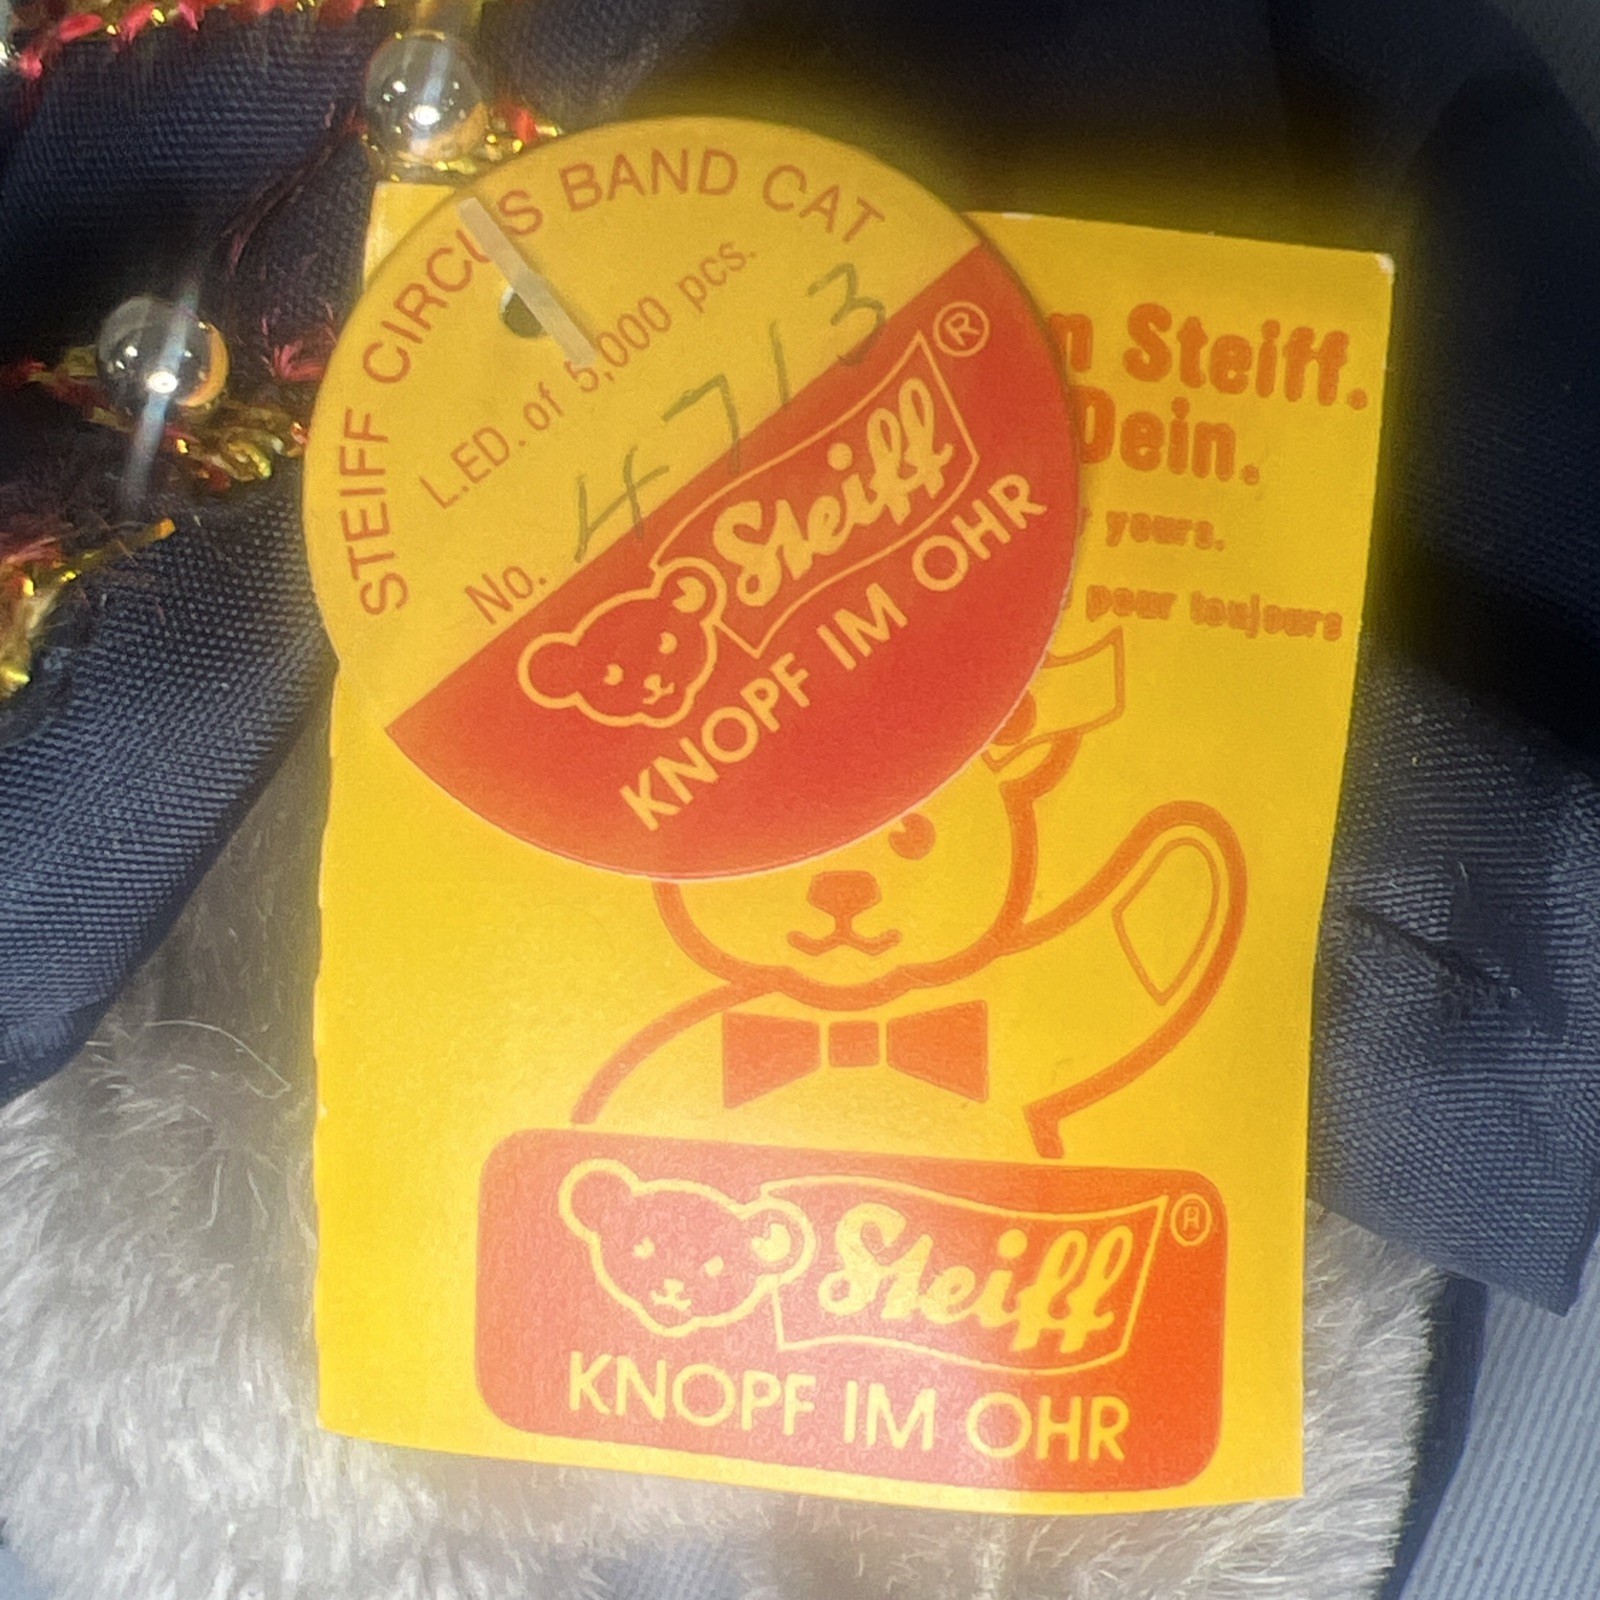 STEIFF CIRCUS BAND CAT
L.ED. of 5,000 pcs.
No. 4713
Steiff®
KNOPF IM OHR
Steiff.
Dein.
yours.
pour toujours
Steiff®
KNOPF IM OHR